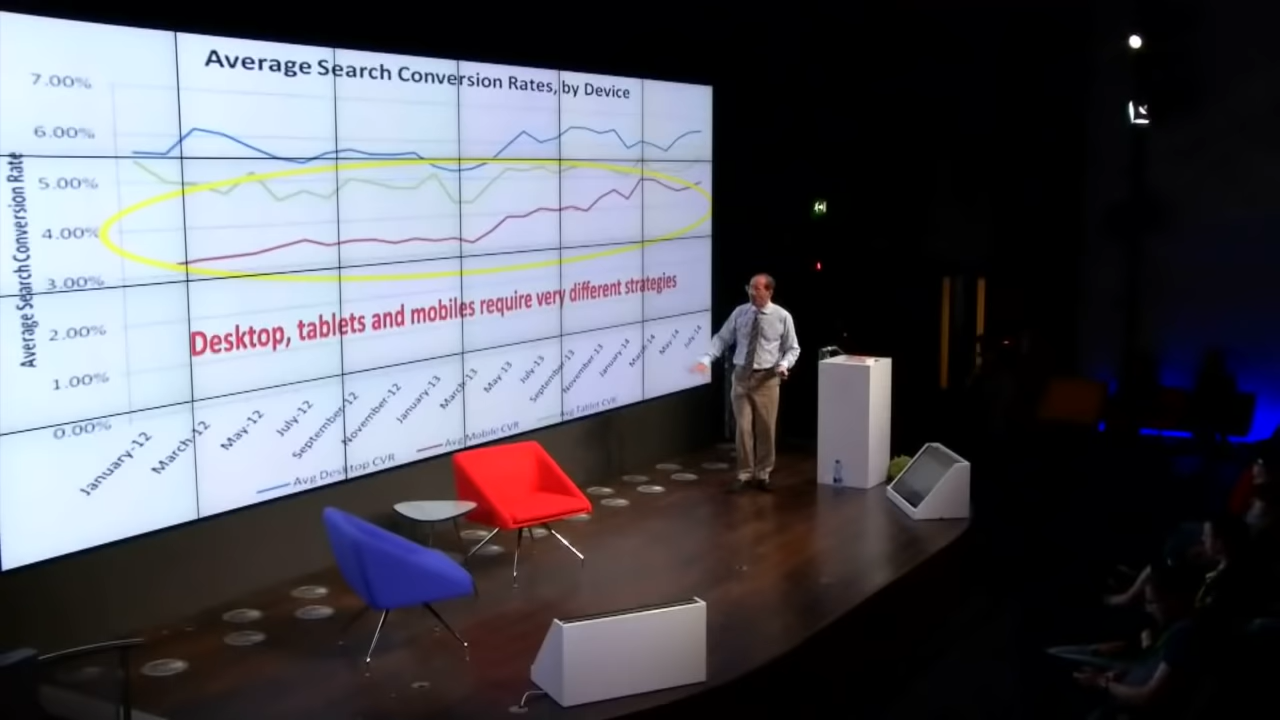 Average Search Conversion Rates, by Device
Average Search Conversion Rate
7.00%
6.00%
5.00%
4.00%
3.00%
2.00%
1.00%
0.00%
Desktop, tablets and mobiles require very different strategies
January-12
March-12
May-12
July-12
September-12
November-12
January-13
March-13
May-13
July-13
September-13
November-13
January-14
March-14
May-14
July-14
Avg Desktop CVR
Avg Mobile CVR
Avg Tablet CVR